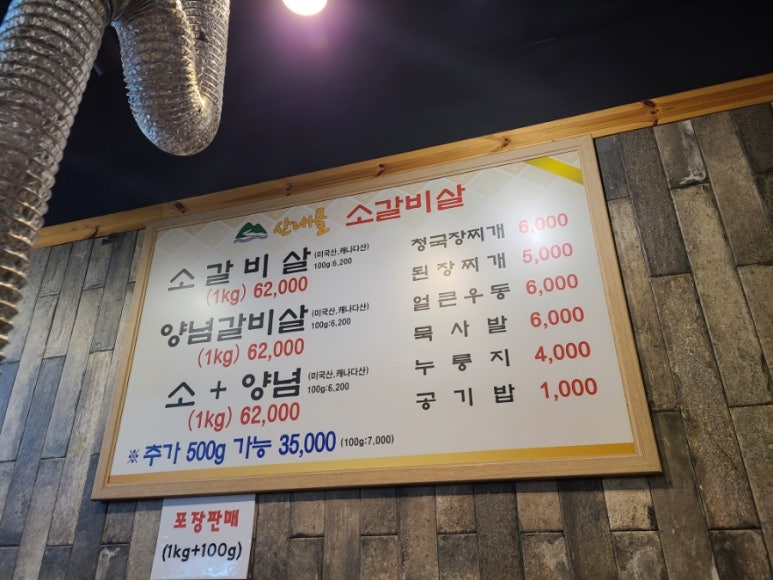 산내물 소갈비살
소갈비살 (미국산,캐나다산)
100g:6,200
(1kg) 62,000
양념갈비살 (미국산,캐나다산)
100g:6,200
(1kg) 62,000
소 + 양념 (미국산,캐나다산)
100g:6,200
(1kg) 62,000
※ 추가 500g 가능 35,000 (100g:7,000)
청국장찌개 6,000
된장찌개 5,000
얼큰우동 6,000
묵사발 6,000
누룽지 4,000
공기밥 1,000
포장판매
(1kg+100g)